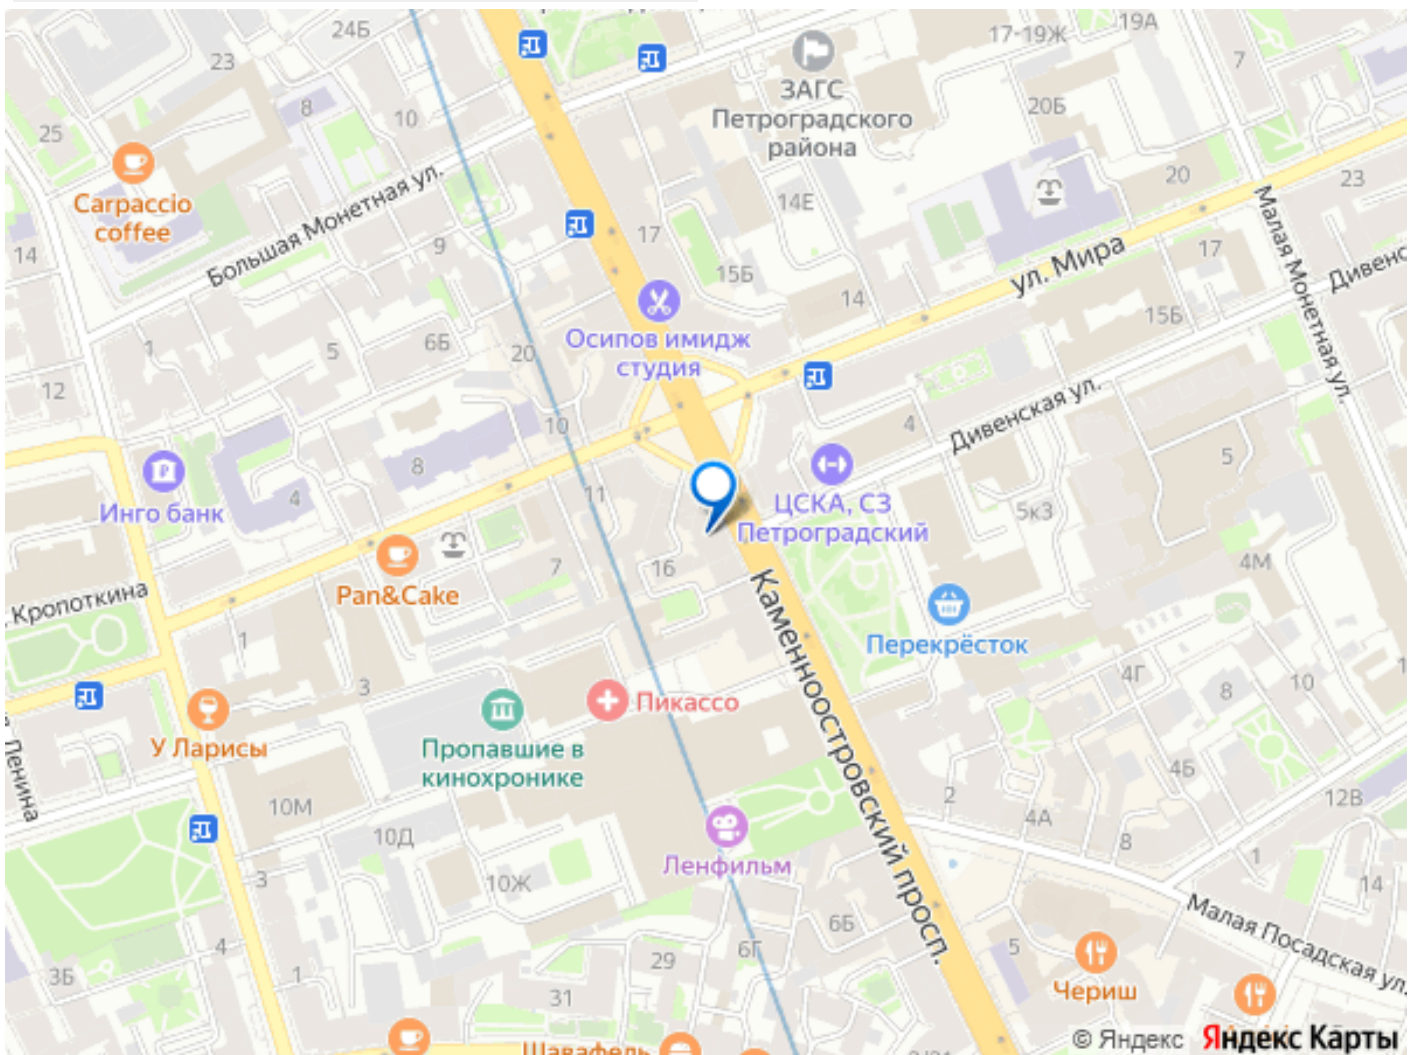 24Б
23
8
10
25
Carpaccio
coffee
Большая Монетная ул.
14
9
17
ЗАГС
Петроградского
района
17-19Ж
19А
7
20Б
14Е
20
23
15Б
14
17
ул. Мира
Малая Монетная ул.
Дивенс
15Б
Осипов имидж
студия
1
5
6Б
20
12
10
4
Дивенская ул.
5
8
4
Инго банк
11
ЦСКА, СЗ
Петроградский
5к3
4М
Кропоткина
Pan&Cake
7
16
Каменноостровский просп.
Перекрёсток
1
3
4Г
8
10
1
Пикассо
У Ларисы
Пропавшие в
кинохронике
Ленина
10М
10Д
4Б
2
4А
12В
8
1
14
Ленфильм
3
10Ж
Малая Посадская ул.
4
6Б
6Г
29
5
3Б
1
31
Чериш
Шавафель
© Яндекс Яндекс Карты